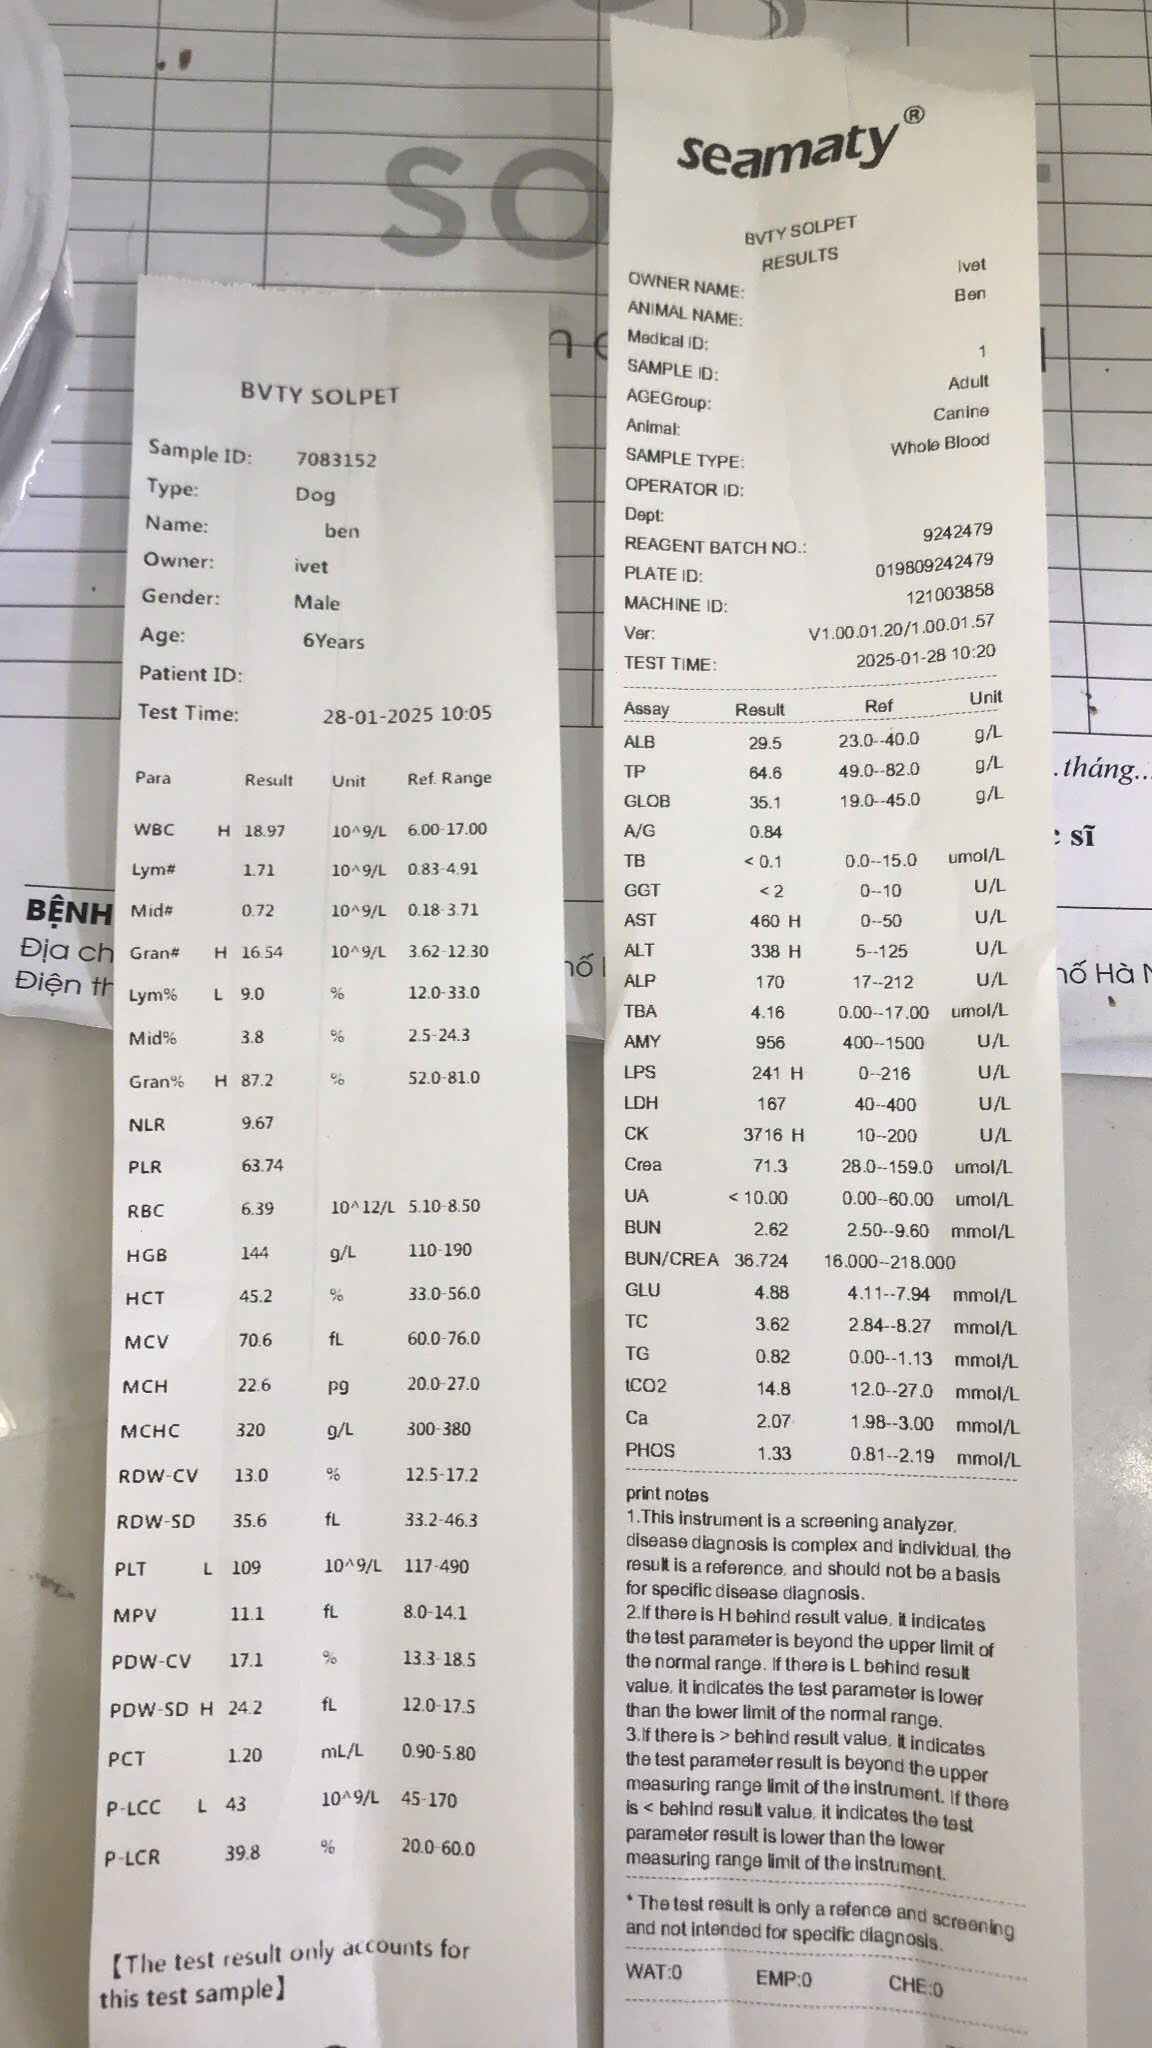 SO
BVTY SOLPET
Sample ID: 7083152
Type: Dog
Name: ben
Owner: ivet
Gender: Male
Age: 6Years
Patient ID:
Test Time: 28-01-2025 10:05
Para Result Unit Ref. Range
WBC H 18.97 10^9/L 6.00-17.00
Lym# 1.71 10^9/L 0.83-4.91
Mid# 0.72 10^9/L 0.18-3.71
Gran# H 16.54 10^9/L 3.62-12.30
Lym% L 9.0 % 12.0-33.0
Mid% 3.8 % 2.5-24.3
Gran% H 87.2 % 52.0-81.0
NLR 9.67
PLR 63.74
RBC 6.39 10^12/L 5.10-8.50
HGB 144 g/L 110-190
HCT 45.2 % 33.0-56.0
MCV 70.6 fL 60.0-76.0
MCH 22.6 pg 20.0-27.0
MCHC 320 g/L 300-380
RDW-CV 13.0 % 12.5-17.2
RDW-SD 35.6 fL 33.2-46.3
PLT L 109 10^9/L 117-490
MPV 11.1 fL 8.0-14.1
PDW-CV 17.1 % 13.3-18.5
PDW-SD H 24.2 fL 12.0-17.5
PCT 1.20 mL/L 0.90-5.80
P-LCC L 43 10^9/L 45-170
P-LCR 39.8 % 20.0-60.0
【The test result only accounts for
this test sample】
seamaty®
BVTY SOLPET
RESULTS
OWNER NAME: Ivet
ANIMAL NAME: Ben
Medical ID:
SAMPLE ID: 1
AGEGroup: Adult
Animal: Canine
SAMPLE TYPE: Whole Blood
OPERATOR ID:
Dept:
REAGENT BATCH NO.: 9242479
PLATE ID: 019809242479
MACHINE ID: 121003858
Ver: V1.00.01.20/1.00.01.57
TEST TIME: 2025-01-28 10:20
Assay Result Ref Unit
ALB 29.5 23.0--40.0 g/L
TP 64.6 49.0--82.0 g/L
GLOB 35.1 19.0--45.0 g/L
A/G 0.84
TB < 0.1 0.0--15.0 umol/L
GGT < 2 0--10 U/L
AST 460 H 0--50 U/L
ALT 338 H 5--125 U/L
ALP 170 17--212 U/L
TBA 4.16 0.00--17.00 umol/L
AMY 956 400--1500 U/L
LPS 241 H 0--216 U/L
LDH 167 40--400 U/L
CK 3716 H 10--200 U/L
Crea 71.3 28.0--159.0 umol/L
UA < 10.00 0.00--60.00 umol/L
BUN 2.62 2.50--9.60 mmol/L
BUN/CREA 36.724 16.000--218.000
GLU 4.88 4.11--7.94 mmol/L
TC 3.62 2.84--8.27 mmol/L
TG 0.82 0.00--1.13 mmol/L
tCO2 14.8 12.0--27.0 mmol/L
Ca 2.07 1.98--3.00 mmol/L
PHOS 1.33 0.81--2.19 mmol/L
print notes
1.This instrument is a screening analyzer,
disease diagnosis is complex and individual, the
result is a reference, and should not be a basis
for specific disease diagnosis.
2.If there is H behind result value, it indicates
the test parameter is beyond the upper limit of
the normal range. If there is L behind result
value, it indicates the test parameter is lower
than the lower limit of the normal range.
3.If there is > behind result value, it indicates
the test parameter result is beyond the upper
measuring range limit of the instrument. If there
is < behind result value, it indicates the test
parameter result is lower than the lower
measuring range limit of the instrument.
* The test result is only a refence and screening
and not intended for specific diagnosis.
WAT:0 EMP:0 CHE:0
BỆNH
Địa ch
Điện th
hố
.tháng...
sĩ
hố Hà